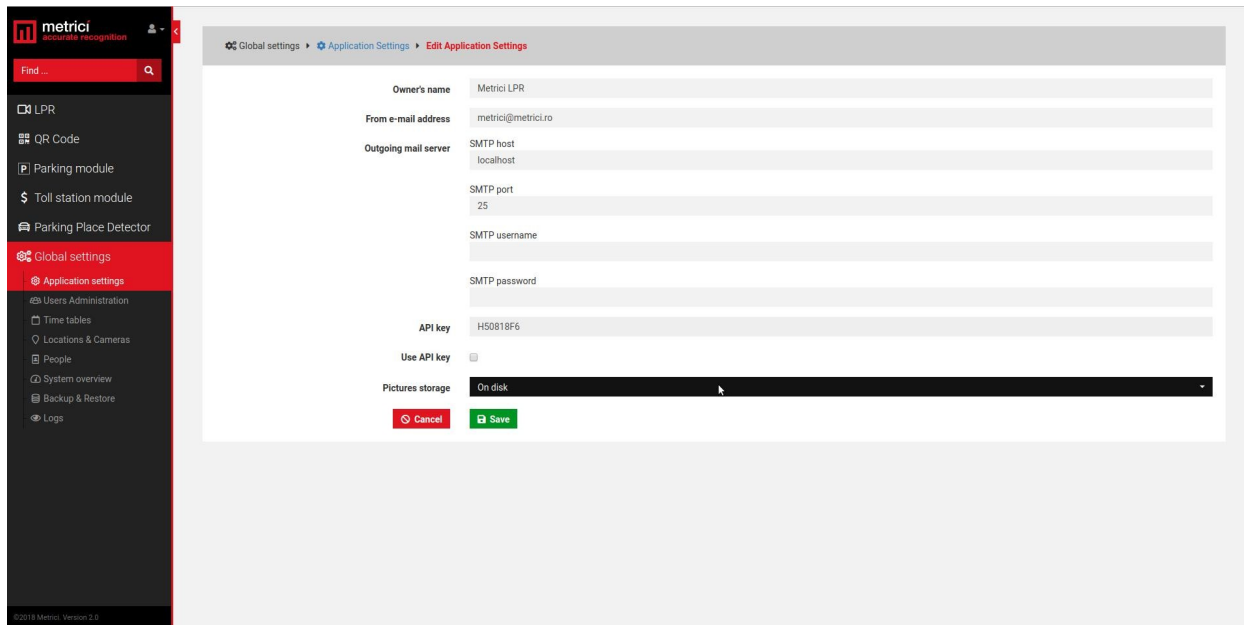 metrici
accurate recognition
Find ...
LPR
QR Code
Parking module
Toll station module
Parking Place Detector
Global settings
Application settings
Users Administration
Time tables
Locations & Cameras
People
System overview
Backup & Restore
Logs
©2018 Metrici. Version 2.0
Global settings Application Settings Edit Application Settings
Owner's name Metrici LPR
From e-mail address metrici@metrici.ro
Outgoing mail server SMTP host
localhost
SMTP port
25
SMTP username
SMTP password
API key H50818F6
Use API key
Pictures storage On disk
Cancel Save